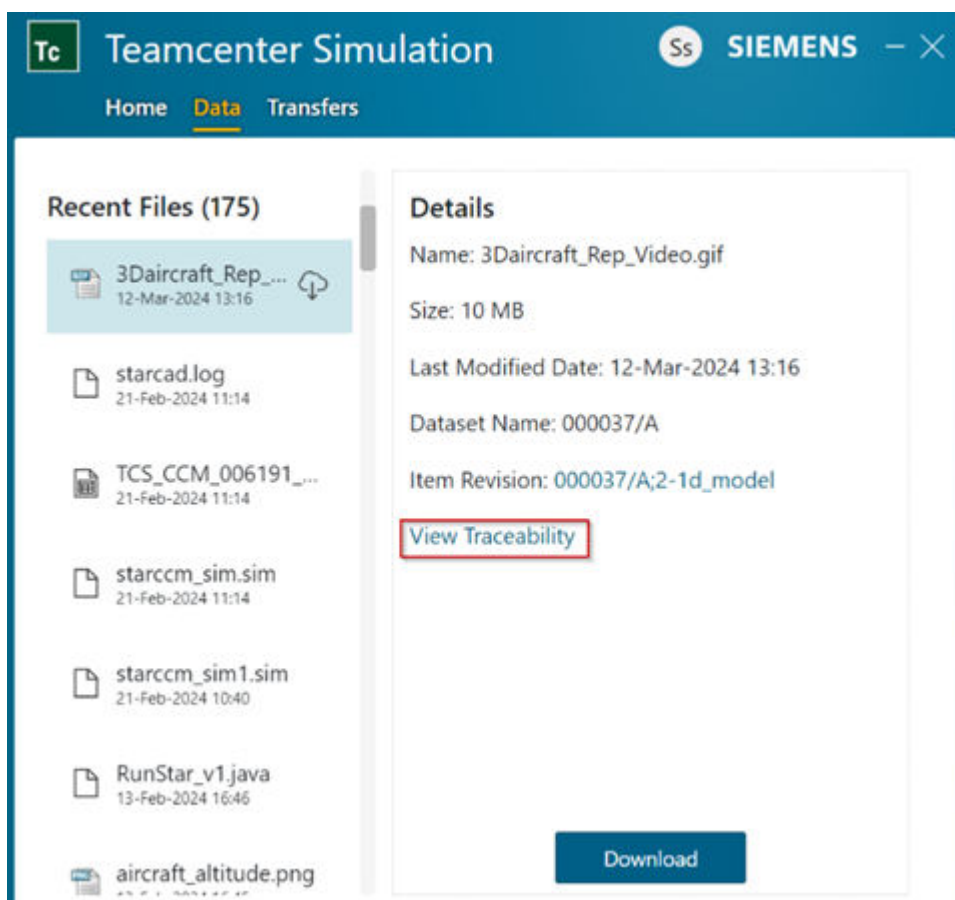 Tc Teamcenter Simulation Ss SIEMENS
Home Data Transfers
Recent Files (175)
3Daircraft_Rep_...
12-Mar-2024 13:16
starcad.log
21-Feb-2024 11:14
TCS_CCM_006191_...
21-Feb-2024 11:14
starccm_sim.sim
21-Feb-2024 11:14
starccm_sim1.sim
21-Feb-2024 10:40
RunStar_v1.java
13-Feb-2024 16:46
aircraft_altitude.png
Details
Name: 3Daircraft_Rep_Video.gif
Size: 10 MB
Last Modified Date: 12-Mar-2024 13:16
Dataset Name: 000037/A
Item Revision: 000037/A;2-1d_model
View Traceability
Download